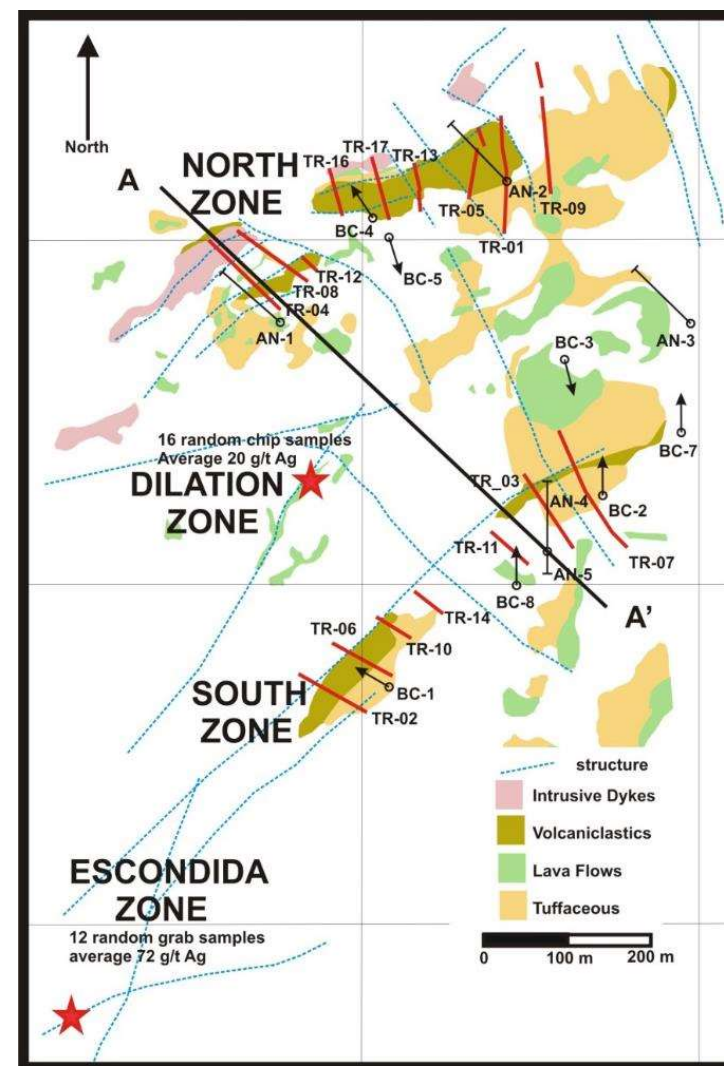 North
A
NORTH
ZONE
TR-16
TR-17
TR-13
TR-05
TR-01
AN-2
TR-09
BC-4
BC-5
TR-12
TR-08
TR-04
AN-1
AN-3
BC-3
BC-7
16 random chip samples
Average 20 g/t Ag
DILATION
ZONE
TR_03
AN-4
BC-2
TR-11
AN-5
TR-07
BC-8
A'
TR-14
TR-06
TR-10
SOUTH
ZONE
BC-1
TR-02
structure
Intrusive Dykes
Volcaniclastics
Lava Flows
Tuffaceous
0 100 m 200 m
ESCONDIDA
ZONE
12 random grab samples
average 72 g/t Ag